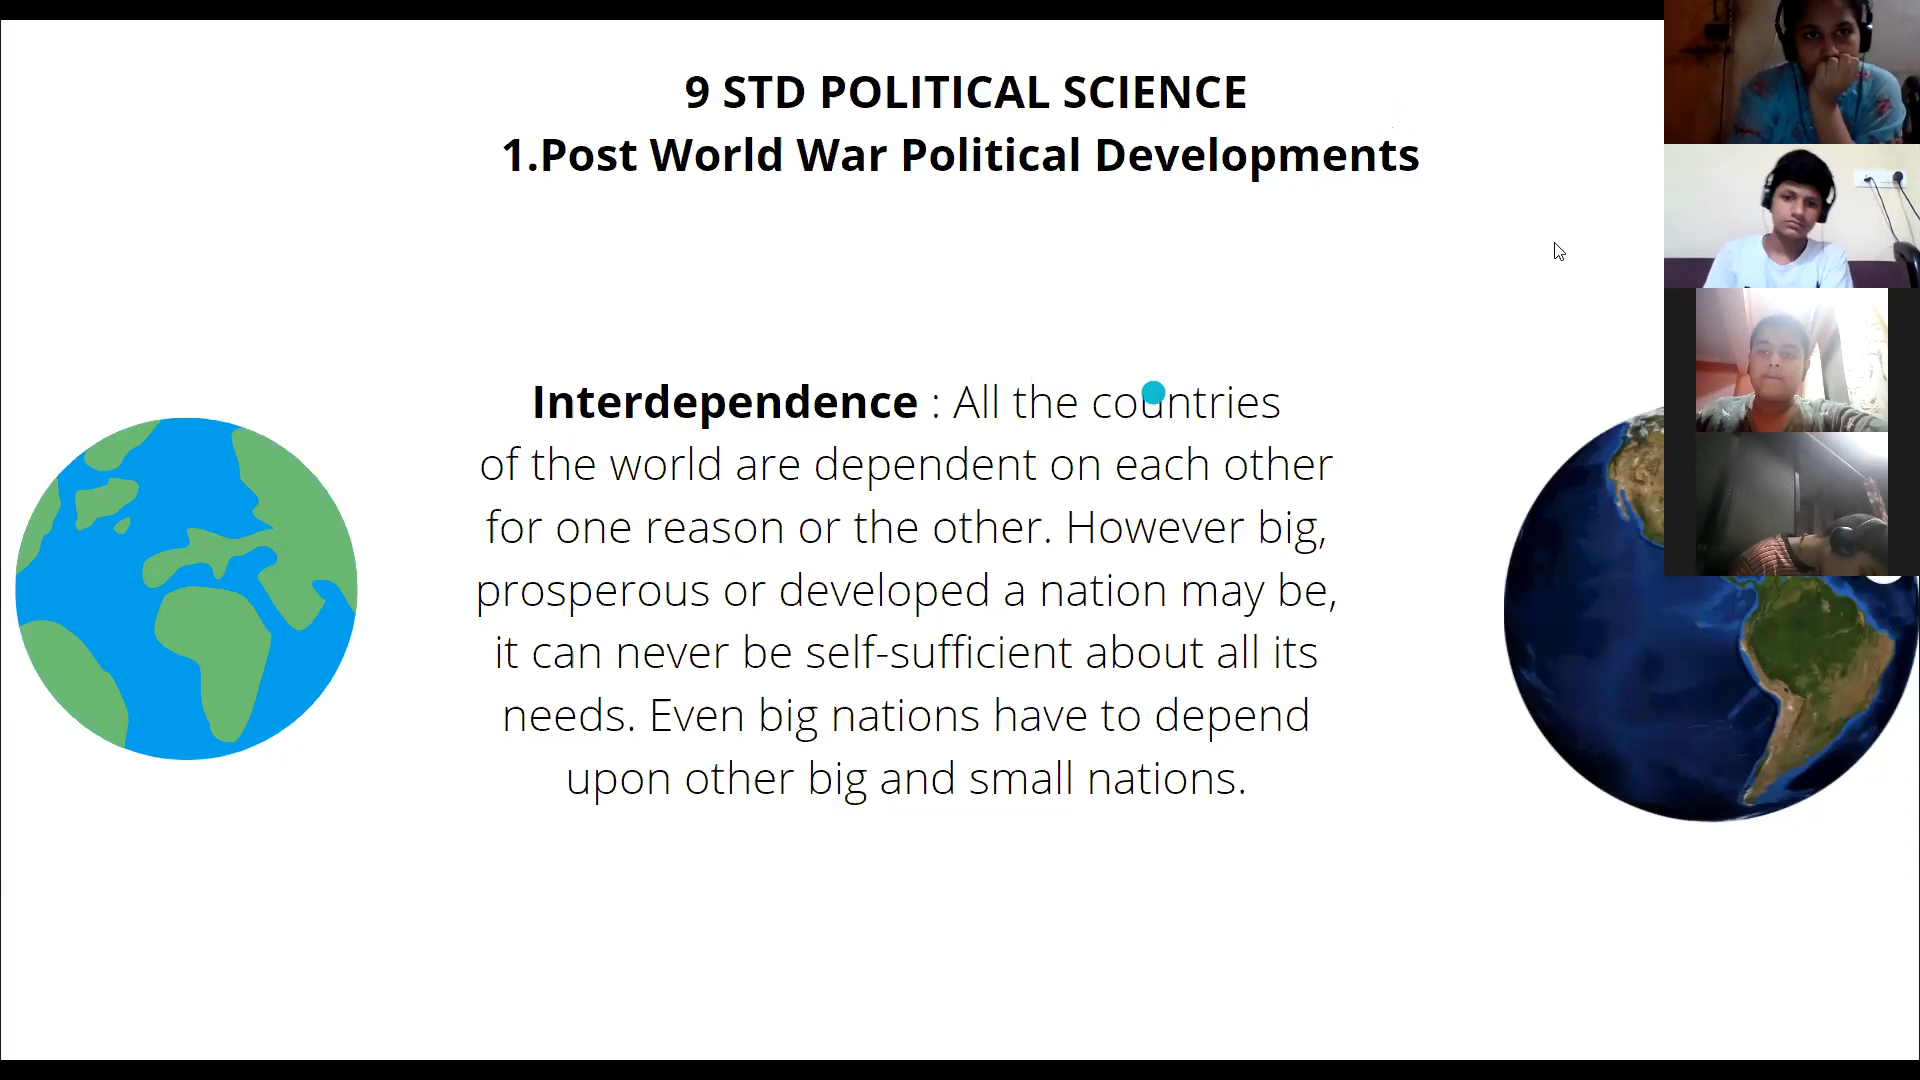 9 STD POLITICAL SCIENCE
1.Post World War Political Developments
Interdependence : All the countries
of the world are dependent on each other
for one reason or the other. However big,
prosperous or developed a nation may be,
it can never be self-sufficient about all its
needs. Even big nations have to depend
upon other big and small nations.